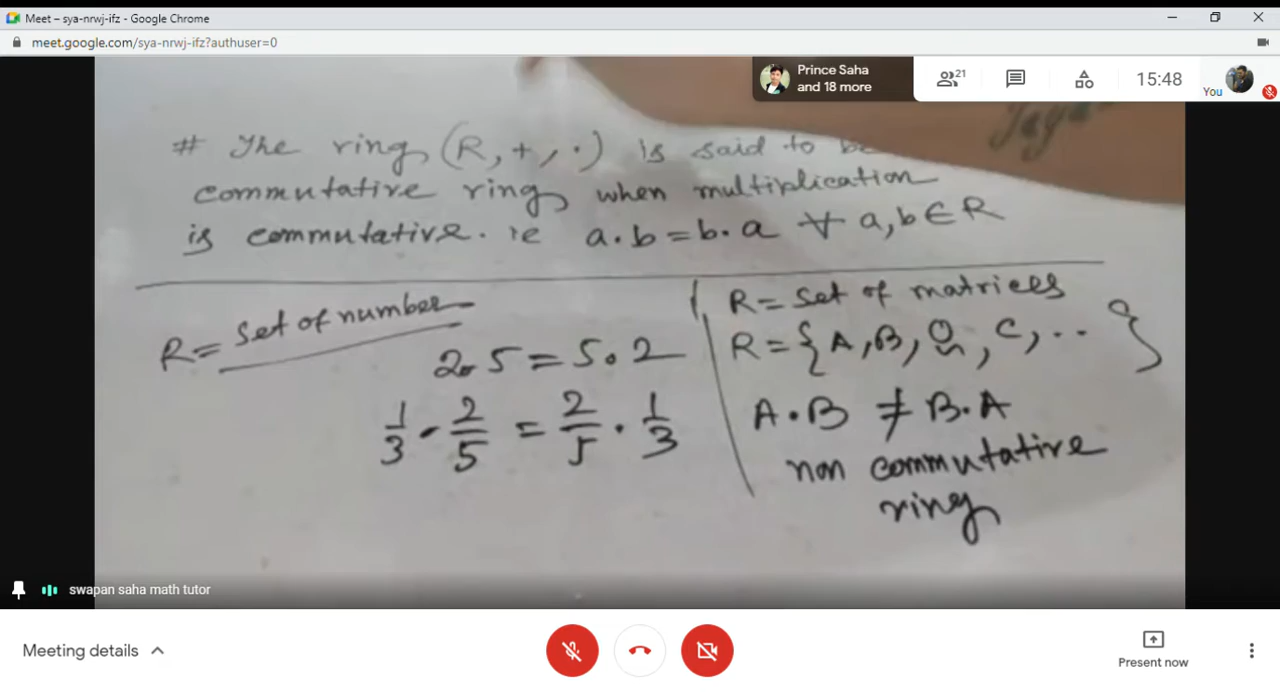 Meet – sya-nrwj-ifz - Google Chrome
meet.google.com/sya-nrwj-ifz?authuser=0
Prince Saha
and 18 more
21
15:48
You
# The ring (R, +, ·) is said to be
commutative ring when multiplication
is commutative. ie a·b = b·a ∀ a,b ∈ R
R = set of number
2·5 = 5·2
1/3 · 2/5 = 2/5 · 1/3
R = set of matrices
R = {A, B, O, C, .. }
A·B ≠ B·A
non commutative
ring
swapan saha math tutor
Meeting details
Present now